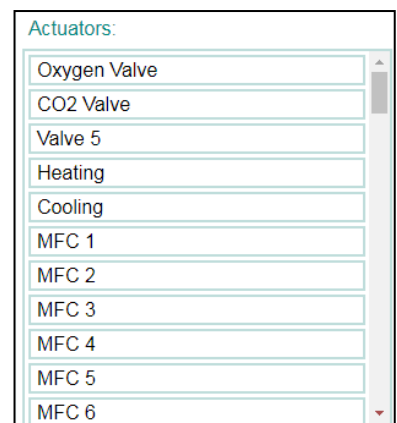 Actuators:
Oxygen Valve
CO2 Valve
Valve 5
Heating
Cooling
MFC 1
MFC 2
MFC 3
MFC 4
MFC 5
MFC 6